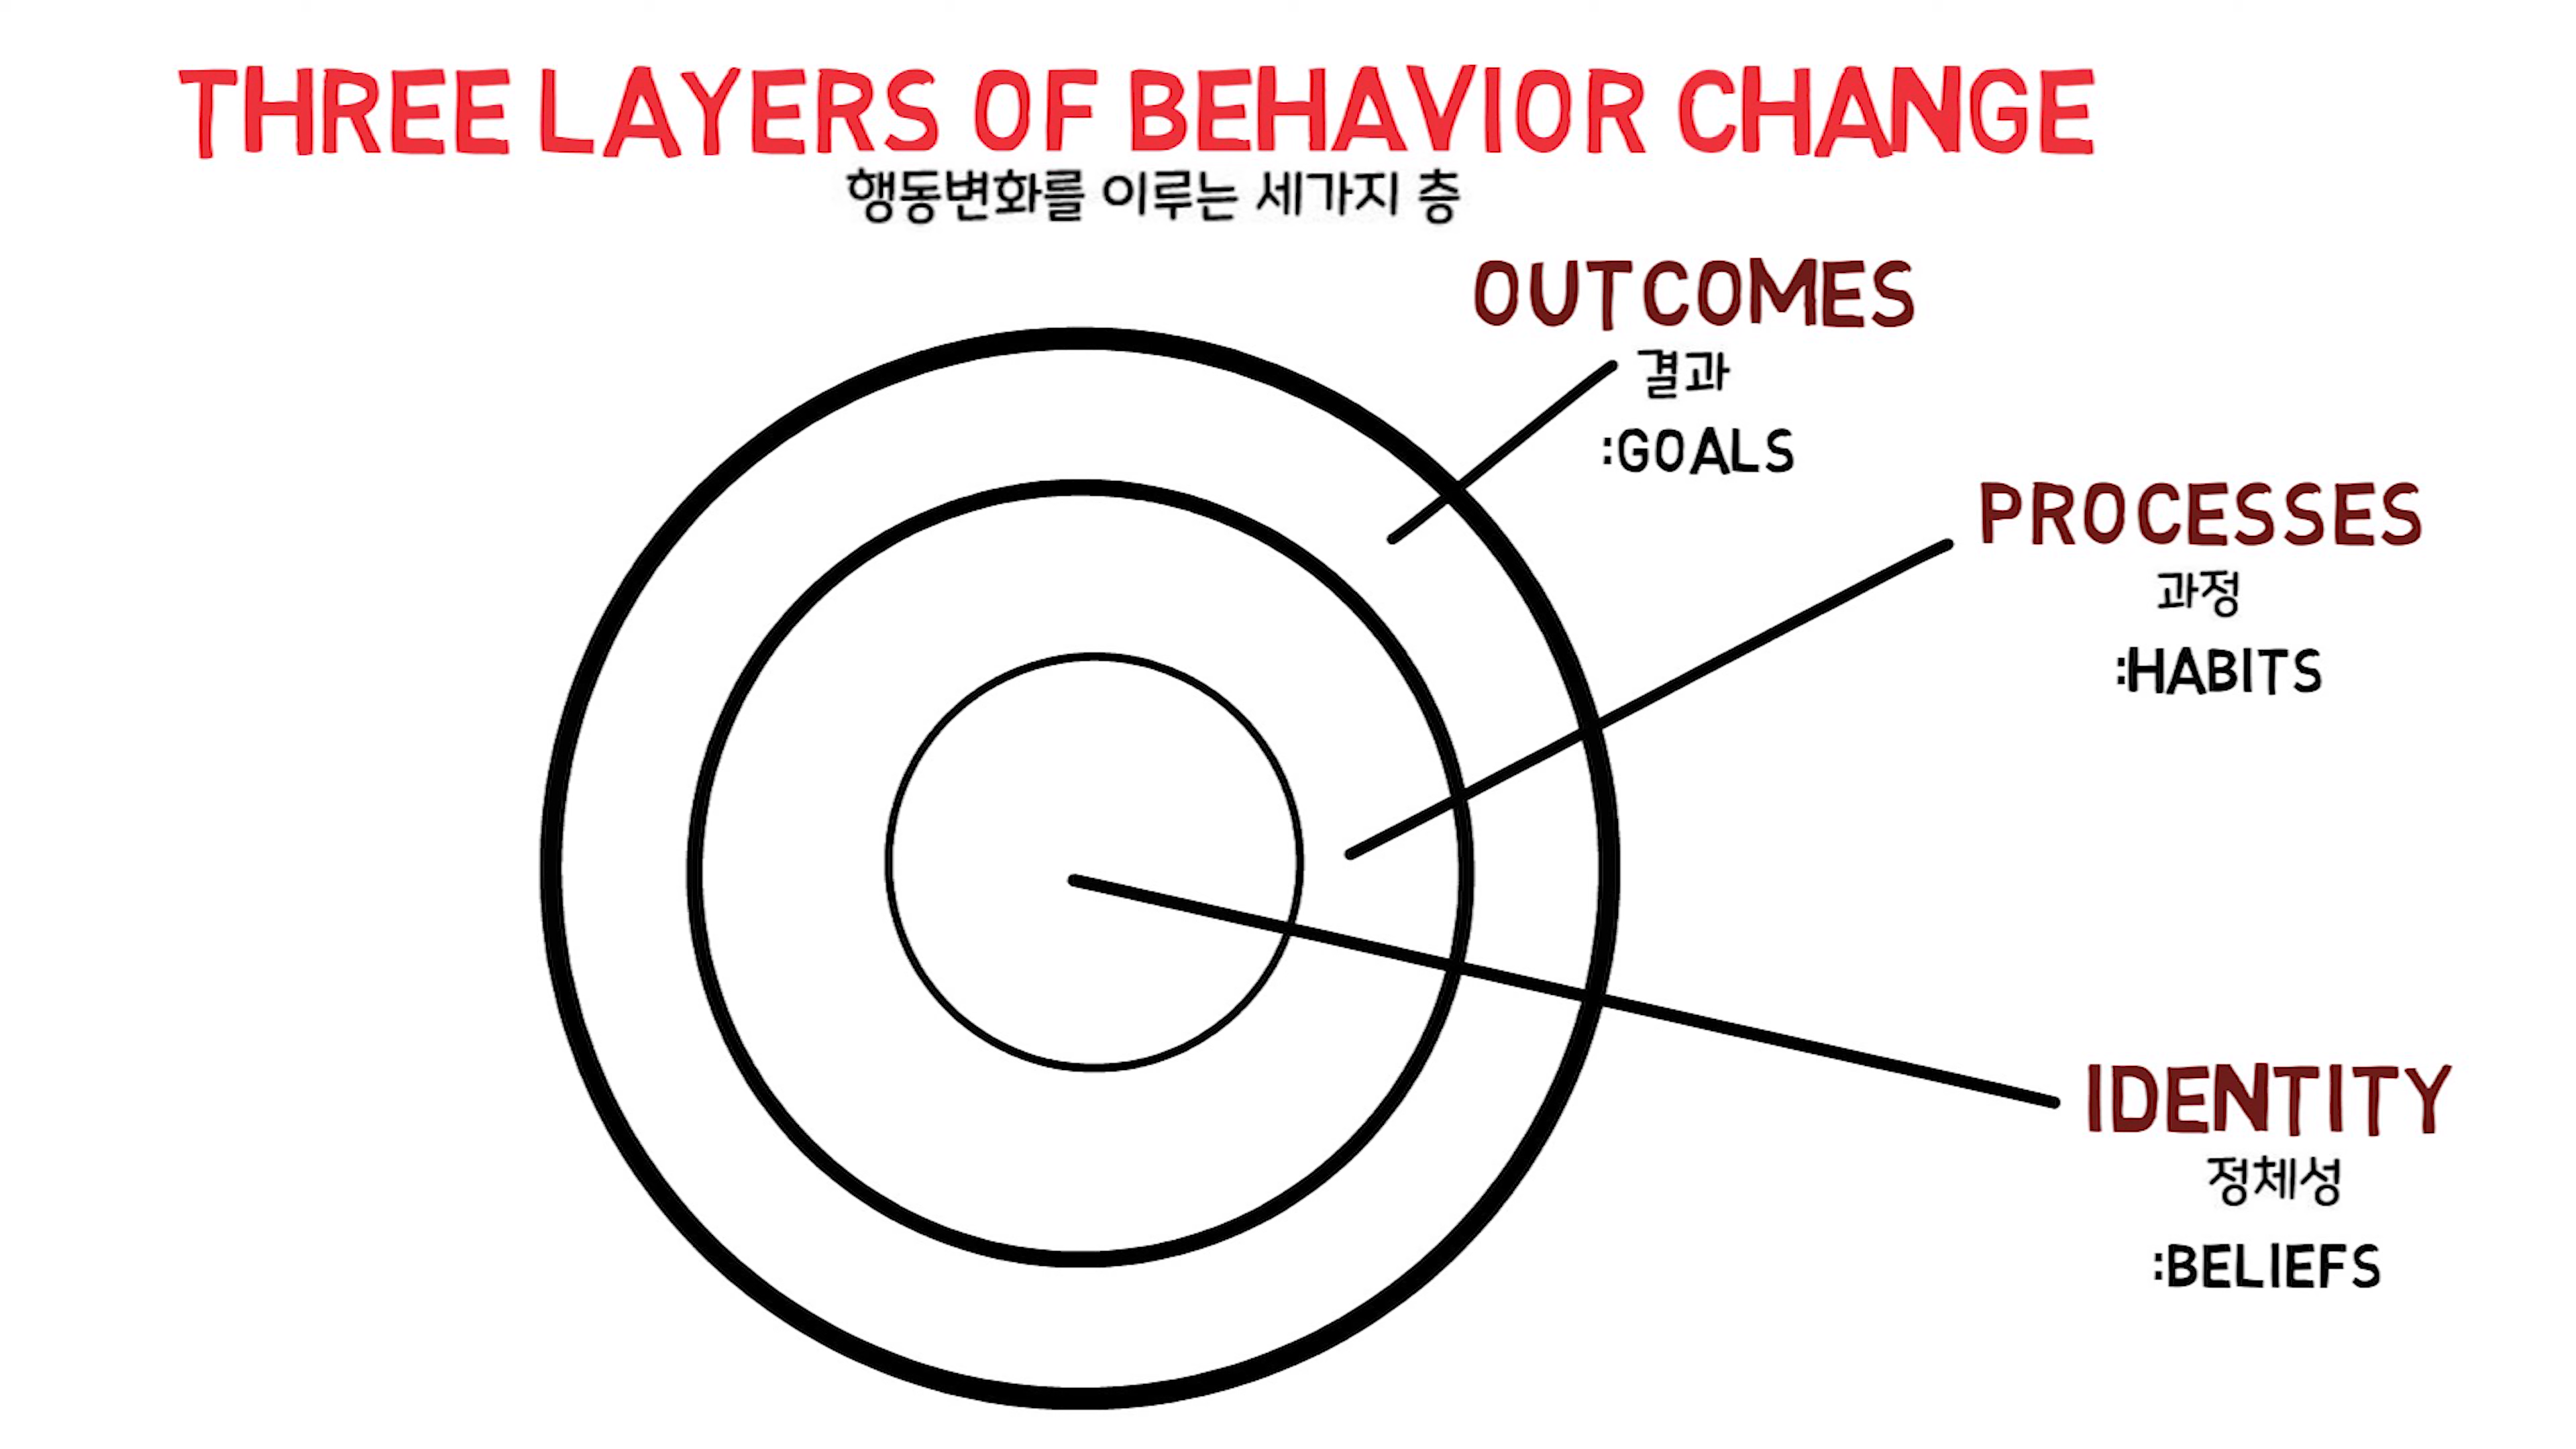 THREE LAYERS OF BEHAVIOR CHANGE
행동변화를 이루는 세가지 층
OUTCOMES
결과
:GOALS
PROCESSES
과정
:HABITS
IDENTITY
정체성
:BELIEFS